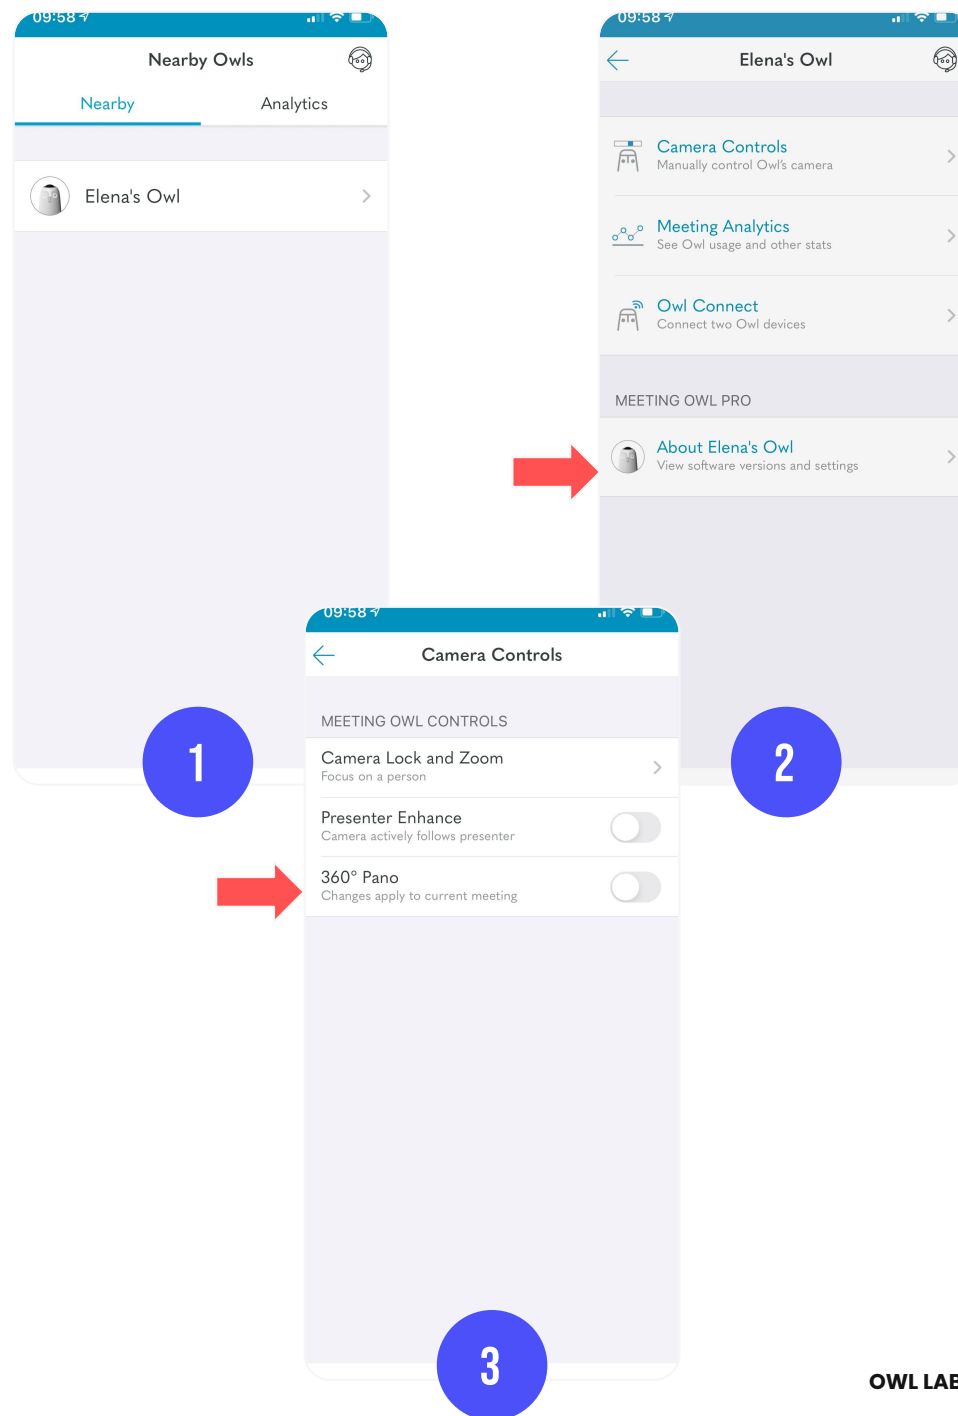 09:58
Nearby Owls
Nearby
Analytics
Elena's Owl
1
09:58
Elena's Owl
Camera Controls
Manually control Owl's camera
Meeting Analytics
See Owl usage and other stats
Owl Connect
Connect two Owl devices
MEETING OWL PRO
About Elena's Owl
View software versions and settings
2
09:58
Camera Controls
MEETING OWL CONTROLS
Camera Lock and Zoom
Focus on a person
Presenter Enhance
Camera actively follows presenter
360° Pano
Changes apply to current meeting
3
OWL LAB